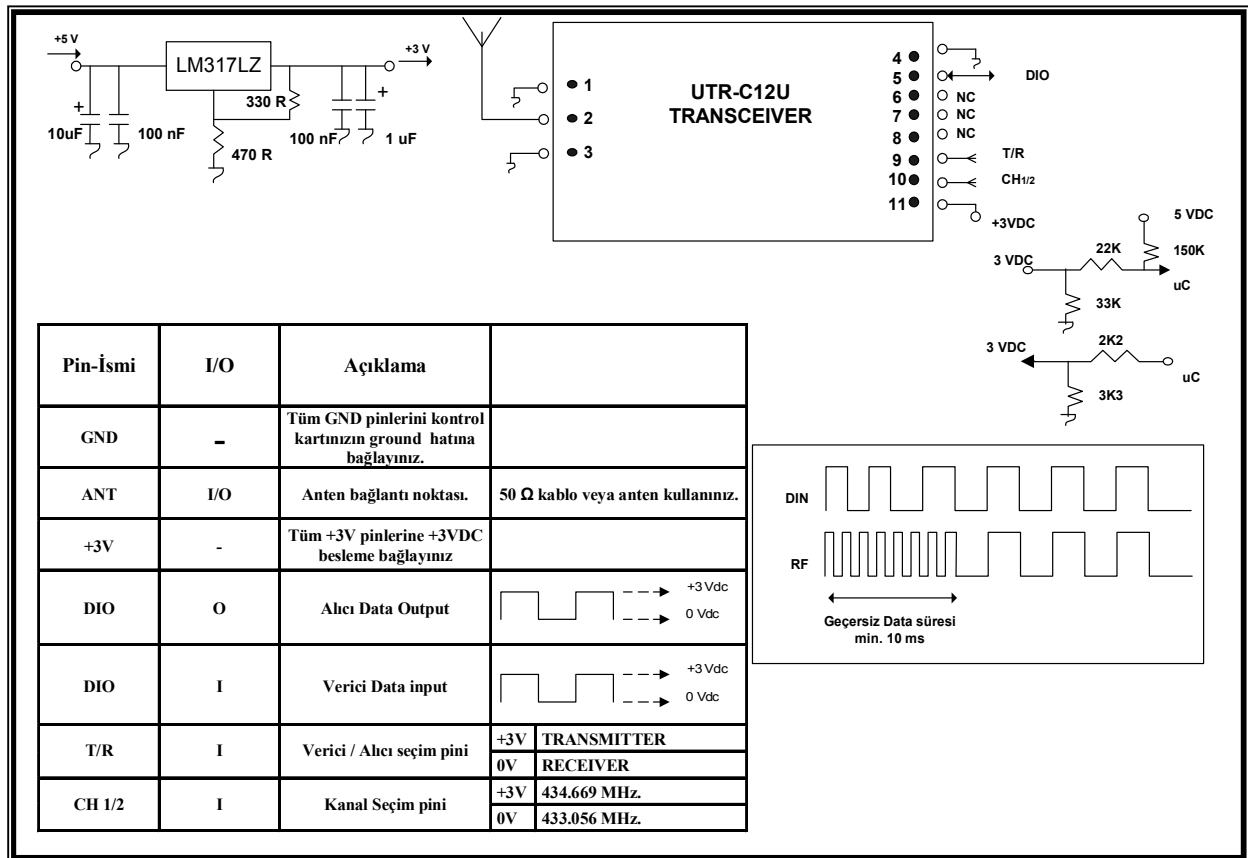 +5 V
LM317LZ
+3 V
330 R
+
10uF
100 nF
470 R
100 nF
+
1 uF
UTR-C12U
TRANSCEIVER
1
2
3
4
5
6
7
8
9
10
11
DIO
NC
NC
NC
T/R
CH1/2
+3VDC
5 VDC
3 VDC
22K
150K
uC
33K
3 VDC
2K2
uC
3K3
Pin-İsmi I/O Açıklama
GND - Tüm GND pinlerini kontrol
kartınızın ground hatına
bağlayınız.
ANT I/O Anten bağlantı noktası. 50 Ω kablo veya anten kullanınız.
+3V - Tüm +3V pinlerine +3VDC
besleme bağlayınız
DIO O Alıcı Data Output
+3 Vdc
0 Vdc
DIO I Verici Data input
+3 Vdc
0 Vdc
T/R I Verici / Alıcı seçim pini
+3V TRANSMITTER
0V RECEIVER
CH 1/2 I Kanal Seçim pini
+3V 434.669 MHz.
0V 433.056 MHz.
DIN
RF
Geçersiz Data süresi
min. 10 ms